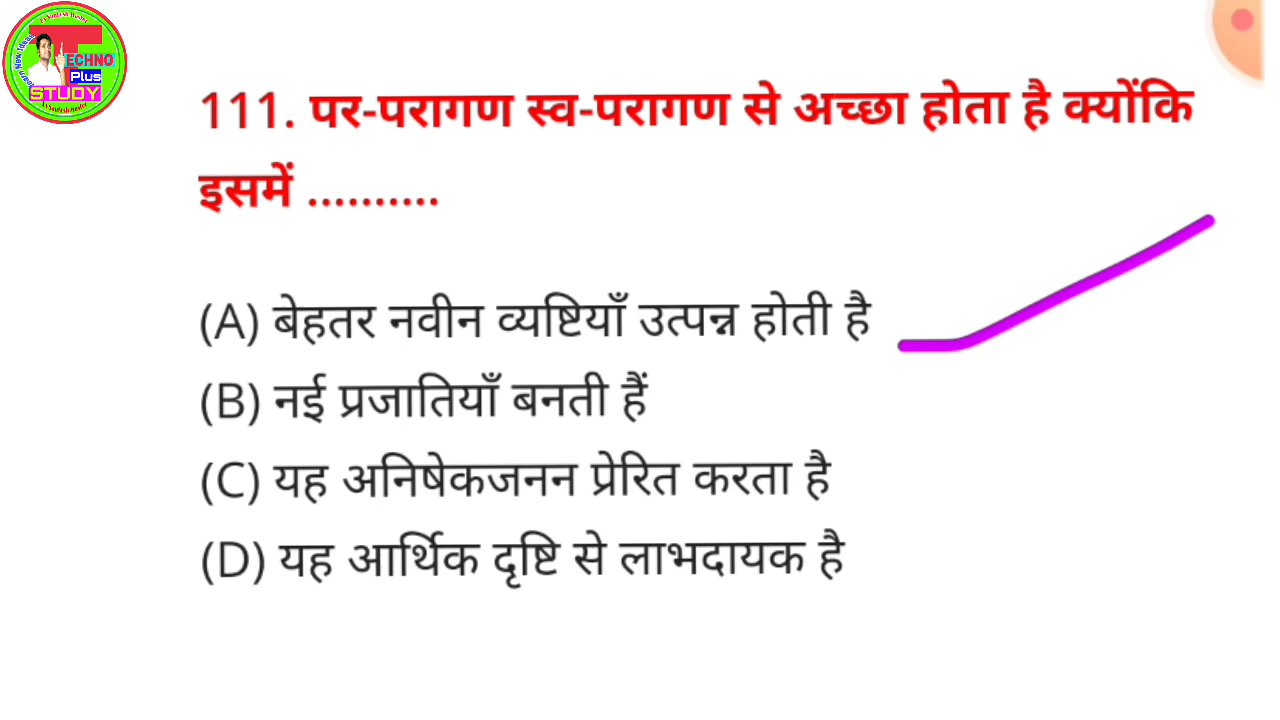 TECHNO
Plus
STUDY
111. पर-परागण स्व-परागण से अच्छा होता है क्योंकि
इसमें ..........
(A) बेहतर नवीन व्यष्टियाँ उत्पन्न होती है
(B) नई प्रजातियाँ बनती हैं
(C) यह अनिषेकजनन प्रेरित करता है
(D) यह आर्थिक दृष्टि से लाभदायक है